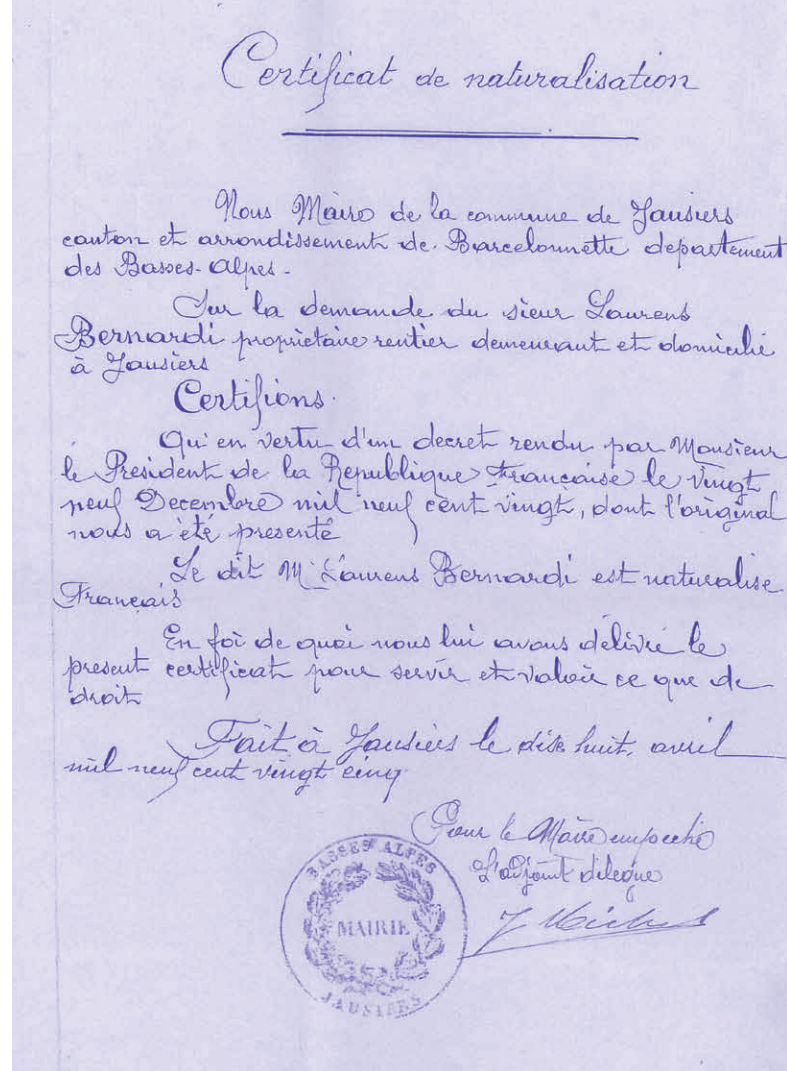 Certificat de naturalisation
Nous Maire de la commune de Jausiers
canton et arrondissement de Barcelonnette departement
des Basses-Alpes.
Sur la demande du sieur Laurens
Bernardi proprietaire rentier demeurant et domicilié
à Jausiers
Certifions.
Qu'en vertu d'un decret rendu par Monsieur
le President de la Republique Française le vingt
neuf Decembre mil neuf cent vingt, dont l'original
nous a été presenté
Le dit M. Laurens Bernardi est naturalise
Français
En foi de quoi nous lui avons délivré le
present certificat pour servir et valoir ce que de
droit
Fait à Jausiers le dix huit avril
mil neuf cent vingt cinq
Pour le Maire empeché
L'adjoint délegué
J Michel
BASSES ALPES
MAIRIE
JAUSIERS